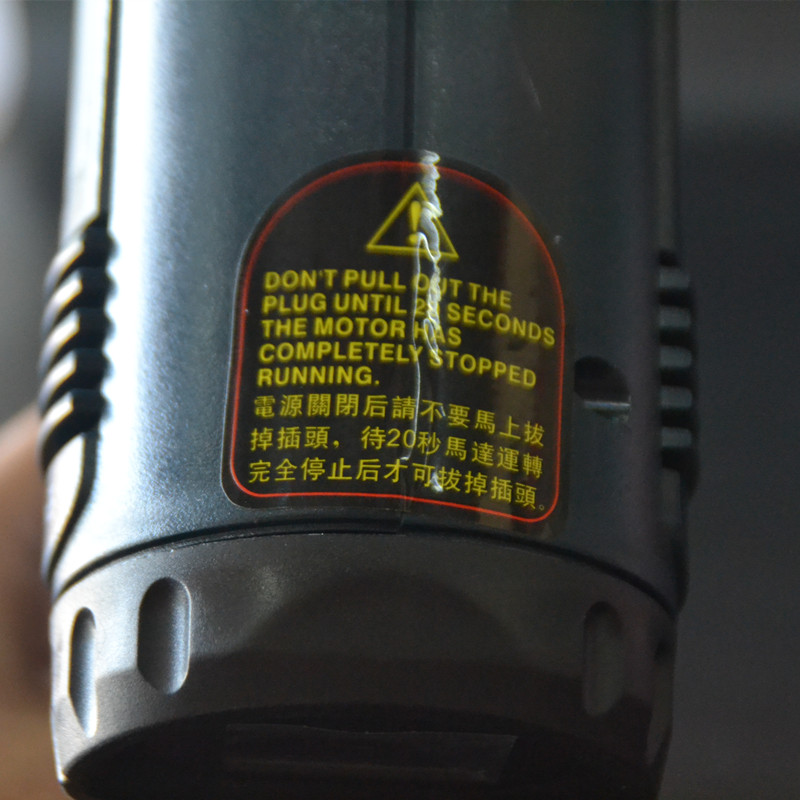 DON'T PULL OUT THE
PLUG UNTIL 20 SECONDS
THE MOTOR HAS
COMPLETELY STOPPED
RUNNING.
電源關閉后請不要馬上拔
掉插頭，待20秒馬達運轉
完全停止后才可拔掉插頭。